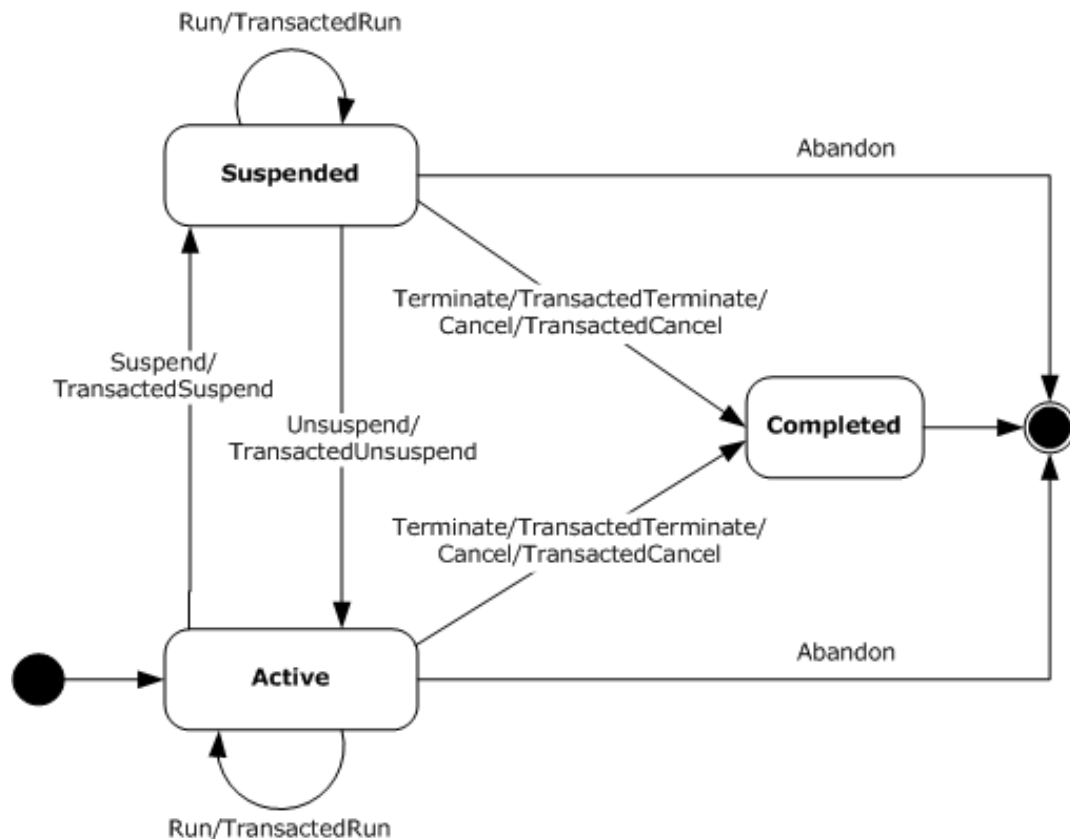 Run/TransactedRun
Suspended
Abandon
Terminate/TransactedTerminate/
Cancel/TransactedCancel
Suspend/
TransactedSuspend
Unsuspend/
TransactedUnsuspend
Completed
Terminate/TransactedTerminate/
Cancel/TransactedCancel
Abandon
Active
Run/TransactedRun